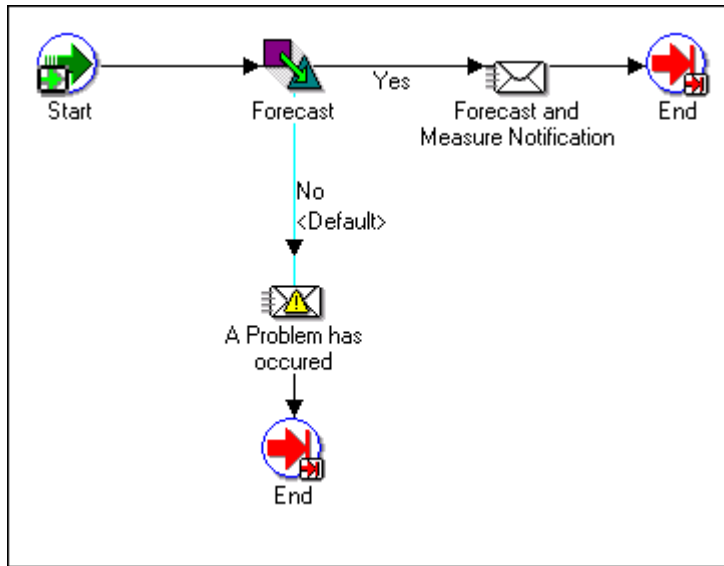 Start
Forecast
Yes
Forecast and
Measure Notification
End
No
<Default>
A Problem has
occured
End